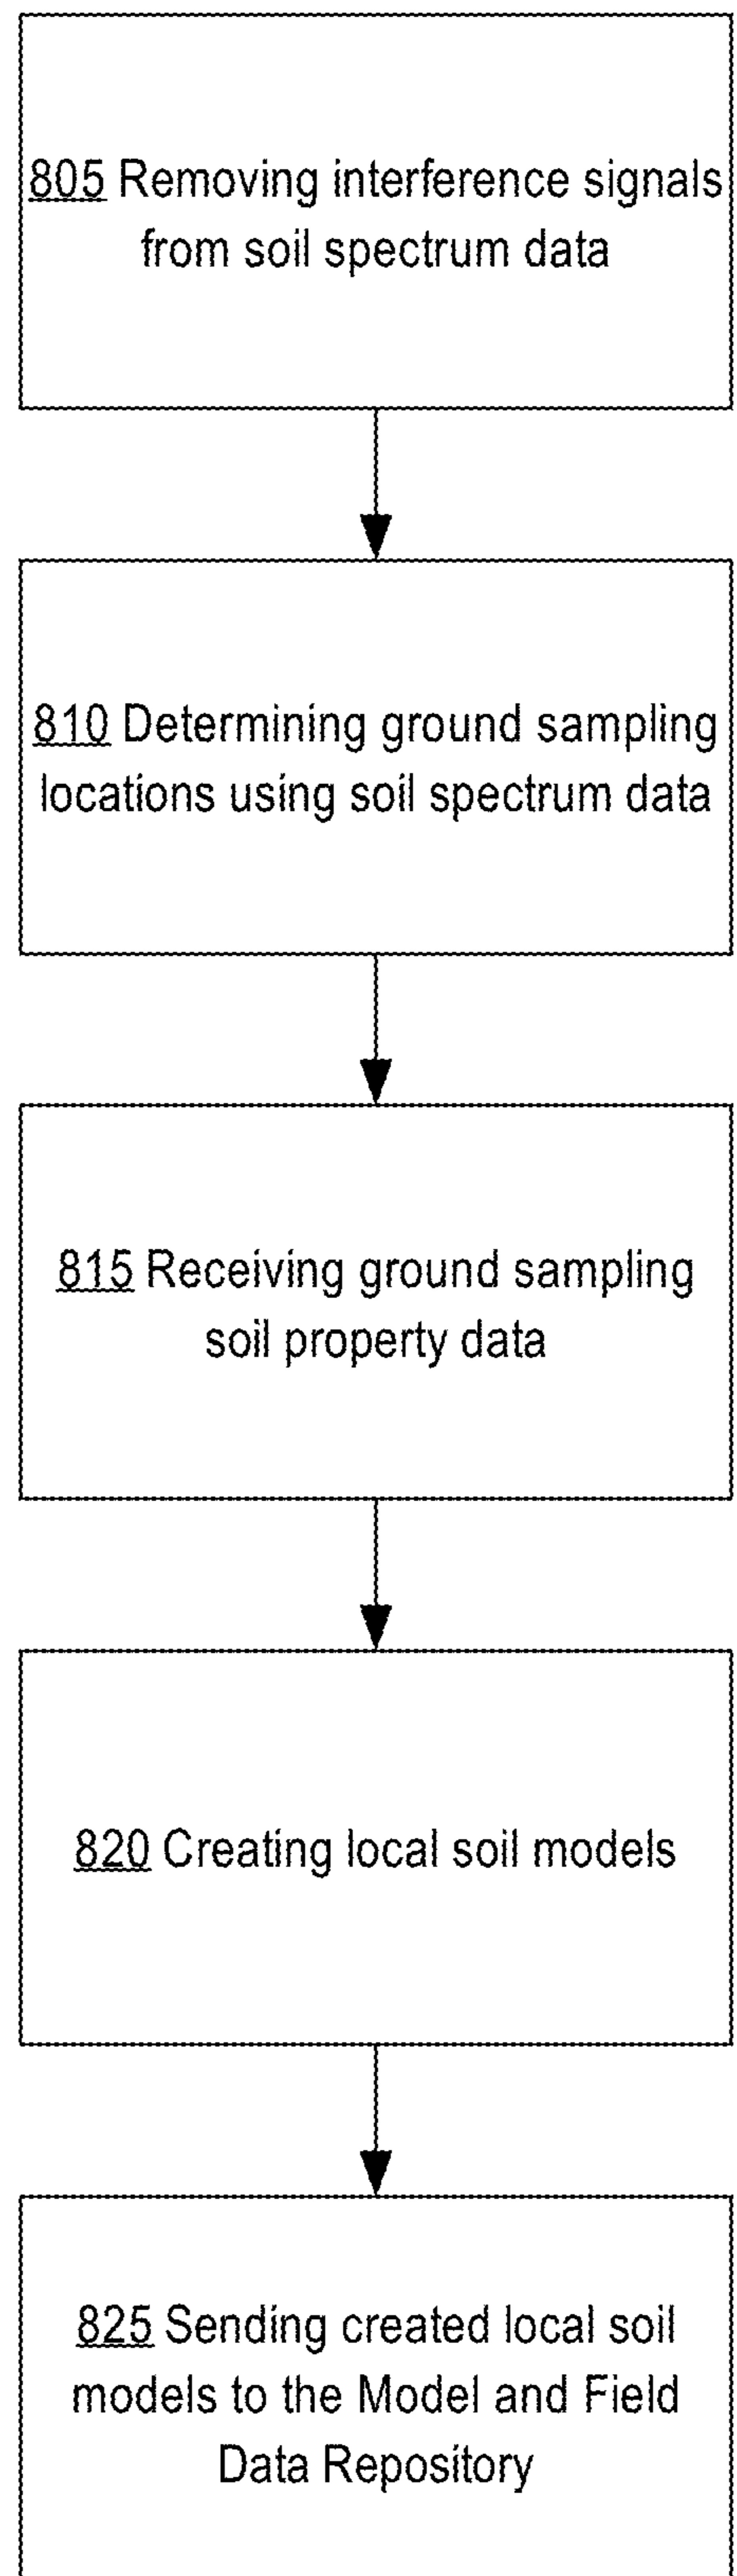 805 Removing interference signals
from soil spectrum data
810 Determining ground sampling
locations using soil spectrum data
815 Receiving ground sampling
soil property data
820 Creating local soil models
825 Sending created local soil
models to the Model and Field
Data Repository